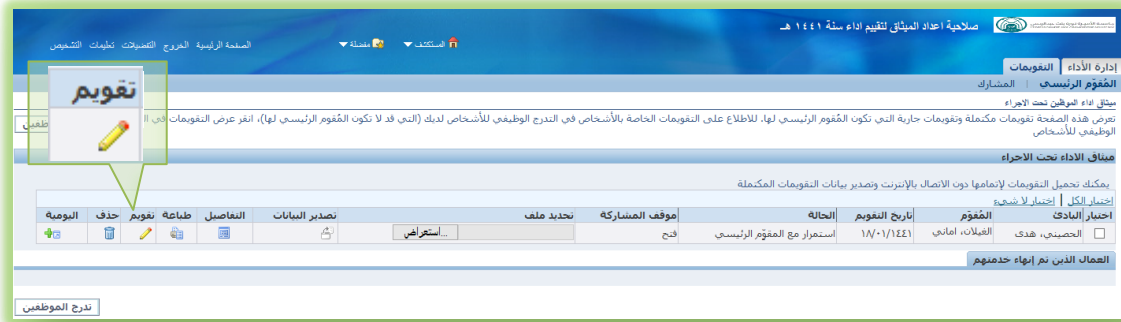 صلاحية اعداد الميثاق لتقييم اداء سنة ١٤٤١ هـ
المستكشف مفضلة الصفحة الرئيسية الخروج التفضيلات تعليمات التشخيص
إدارة الأداء التقويمات
المُقوّم الرئيسي | المشارك
ميثاق اداء الموظفين تحت الاجراء
تعرض هذه الصفحة تقويمات مكتملة وتقويمات جارية التي تكون المُقوم الرئيسي لها. للاطلاع على التقويمات الخاصة بالأشخاص في التدرج الوظيفي للأشخاص لديك (التي قد لا تكون المُقوم الرئيسي لها)، انقر عرض التقويمات في
الوظيفي للأشخاص
تقويم
ميثاق الاداء تحت الاجراء
يمكنك تحميل التقويمات لإتمامها دون الاتصال بالإنترنت وتصدير بيانات التقويمات المكتملة
اختيار الكل | اختيار لا شيء
اختيار البادئ المُقوّم تاريخ التقويم الحالة موقف المشاركة تحديد ملف تصدير البيانات التفاصيل طباعة تقويم حذف اليومية
الحصيني، هدى الغيلان، اماني ١٨/٠١/١٤٤١ استمرار مع المقوّم الرئيسي فتح استعراض...
العمال الذين تم إنهاء خدمتهم
تدرج الموظفين